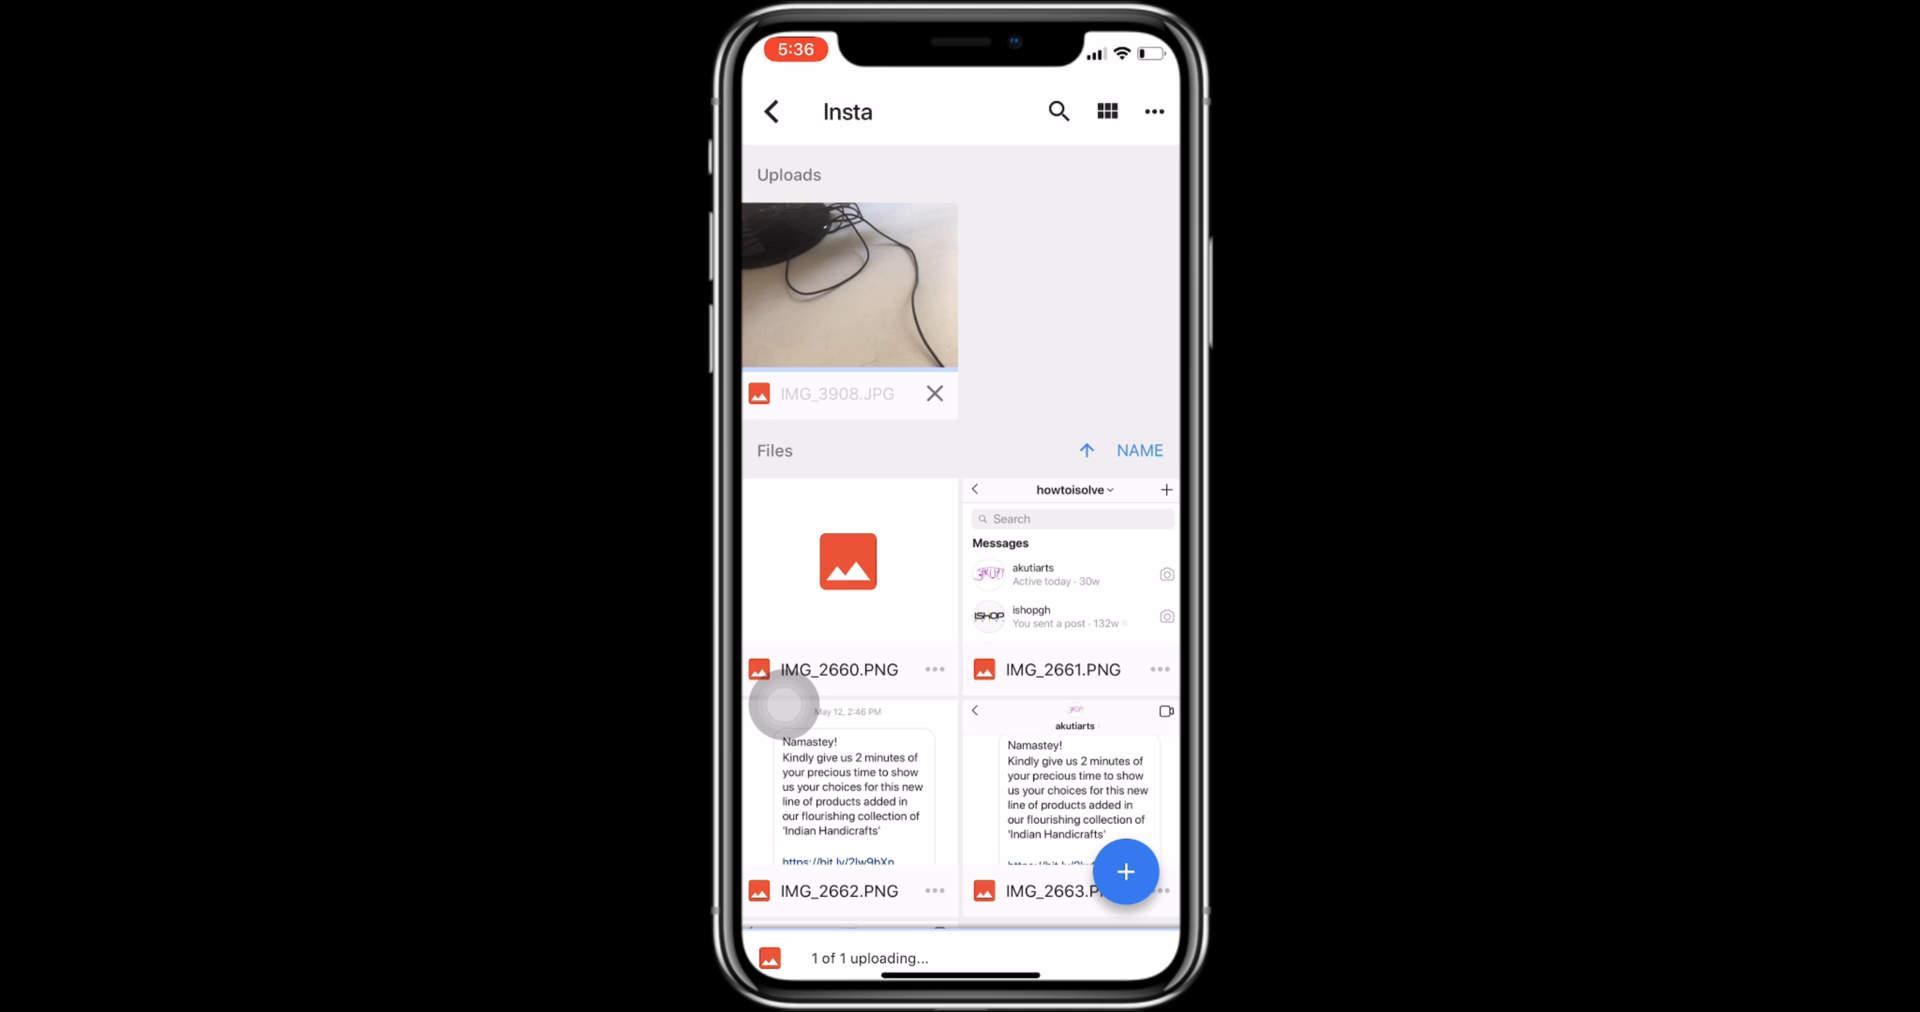 5:36
Insta
Uploads
IMG_3908.JPG
Files
NAME
howtoisolve
Search
Messages
akutiarts
Active today · 30w
ishopgh
You sent a post · 132w
IMG_2660.PNG
IMG_2661.PNG
May 12, 2:46 PM
Namastey!
Kindly give us 2 minutes of
your precious time to show
us your choices for this new
line of products added in
our flourishing collection of
'Indian Handicrafts'
akutiarts
Namastey!
Kindly give us 2 minutes of
your precious time to show
us your choices for this new
line of products added in
our flourishing collection of
'Indian Handicrafts'
IMG_2662.PNG
IMG_2663.P
1 of 1 uploading...